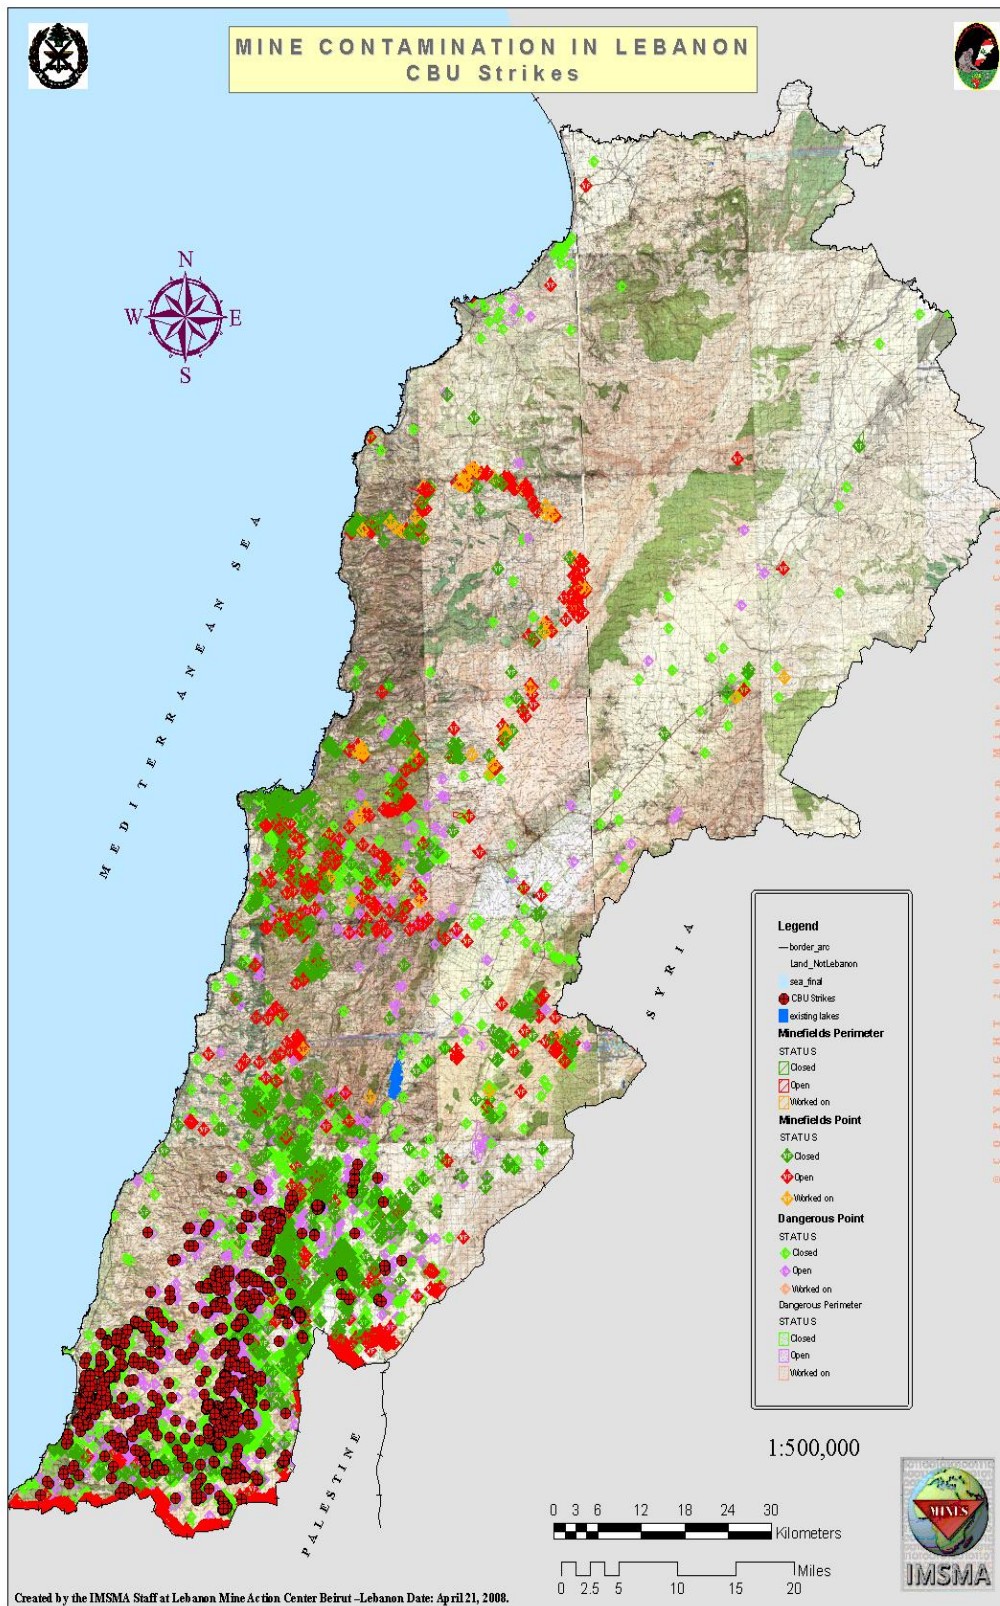 MINE CONTAMINATION IN LEBANON
CBU Strikes
N
W E
S
MEDITERRANEAN SEA
SYRIA
PALESTINE
Legend
border_arc
Land_NotLebanon
sea_final
CBU Strikes
existing lakes
Minefields Perimeter
STATUS
Closed
Open
Worked on
Minefields Point
STATUS
Closed
Open
Worked on
Dangerous Point
STATUS
Closed
Open
Worked on
Dangerous Perimeter
STATUS
Closed
Open
Worked on
1:500,000
0 3 6 12 18 24 30
Kilometers
Miles
0 2.5 5 10 15 20
MINES
IMSMA
Created by the IMSMA Staff at Lebanon Mine Action Center Beirut –Lebanon Date: April 21, 2008.